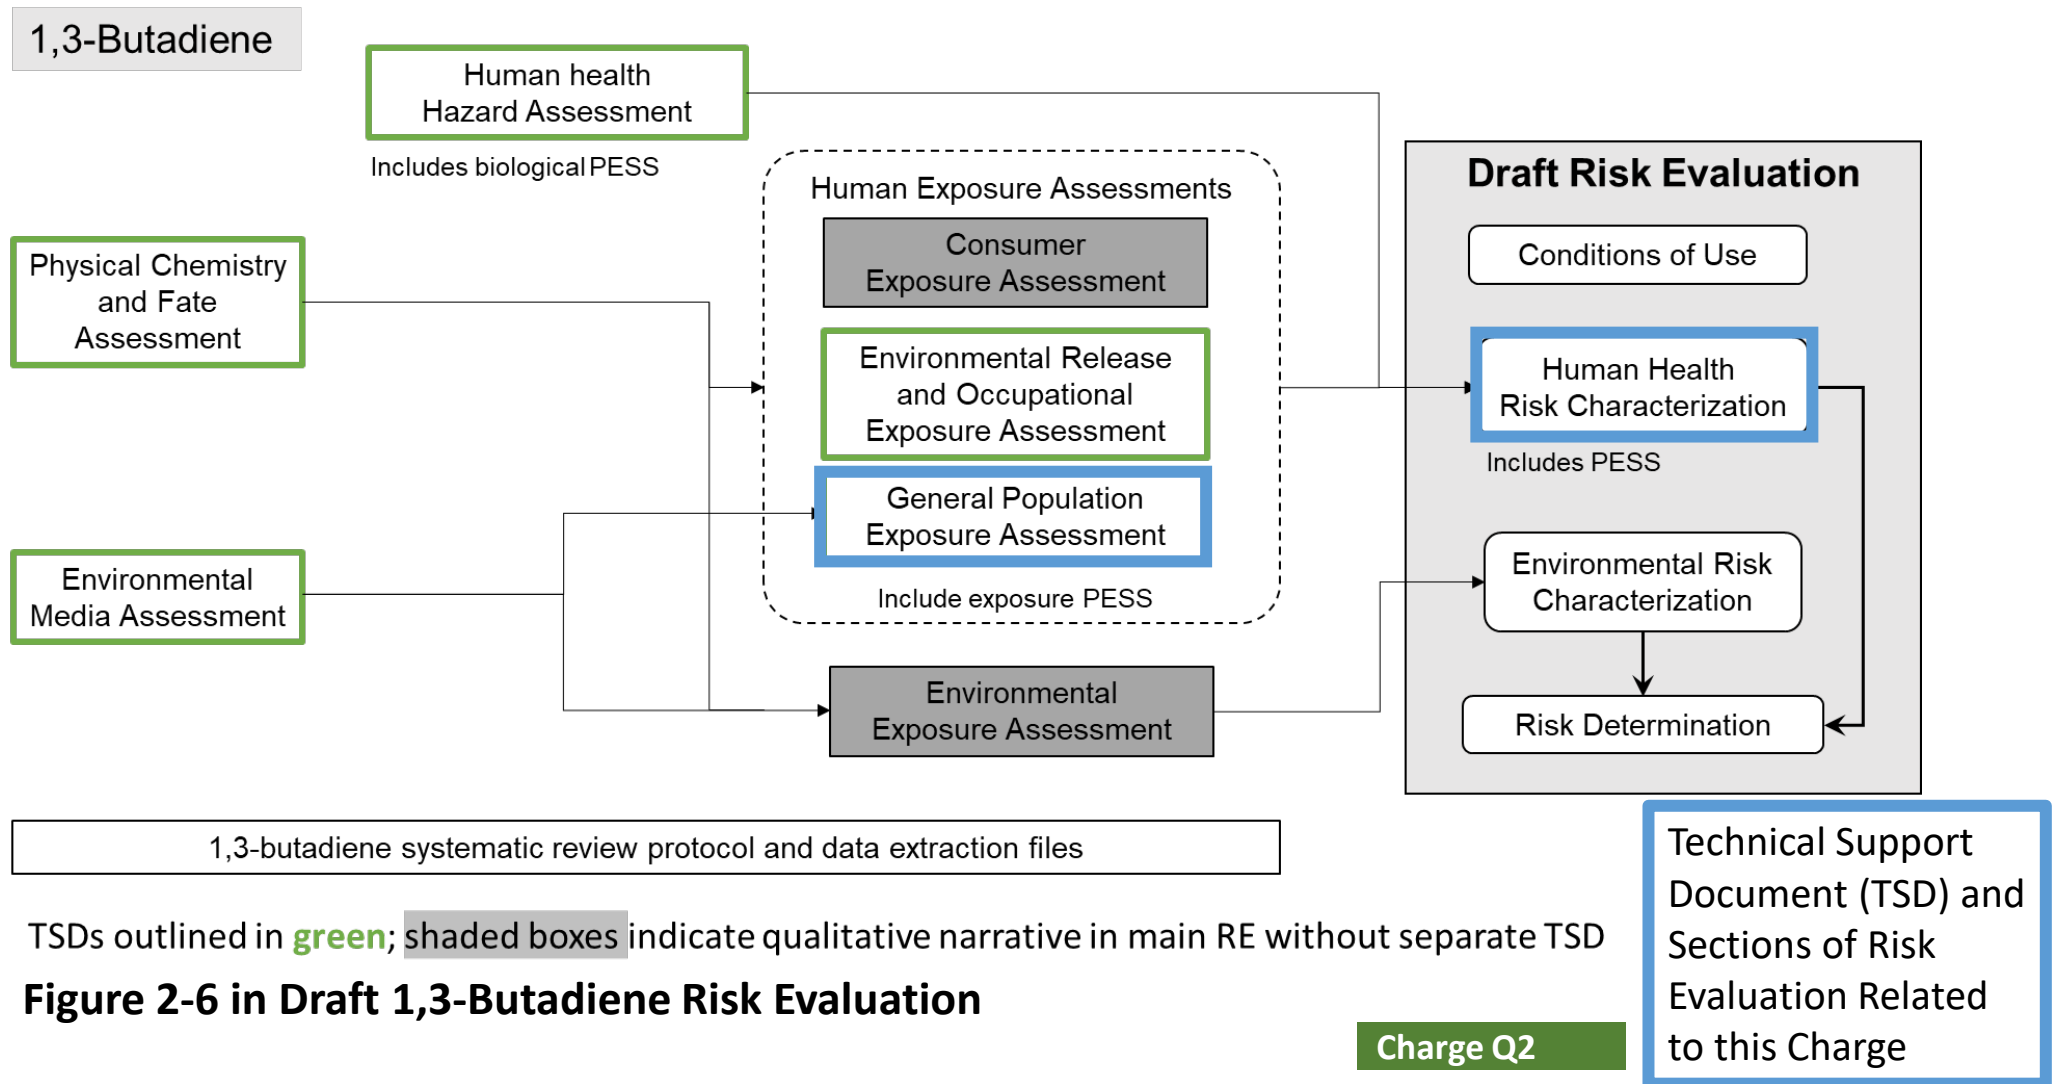 1,3-Butadiene
Human health
Hazard Assessment
Includes biological PESS
Physical Chemistry
and Fate
Assessment
Environmental
Media Assessment
Human Exposure Assessments
Consumer
Exposure Assessment
Environmental Release
and Occupational
Exposure Assessment
General Population
Exposure Assessment
Include exposure PESS
Environmental
Exposure Assessment
Draft Risk Evaluation
Conditions of Use
Human Health
Risk Characterization
Includes PESS
Environmental Risk
Characterization
Risk Determination
1,3-butadiene systematic review protocol and data extraction files
TSDs outlined in green; shaded boxes indicate qualitative narrative in main RE without separate TSD
Figure 2-6 in Draft 1,3-Butadiene Risk Evaluation
Charge Q2
Technical Support
Document (TSD) and
Sections of Risk
Evaluation Related
to this Charge